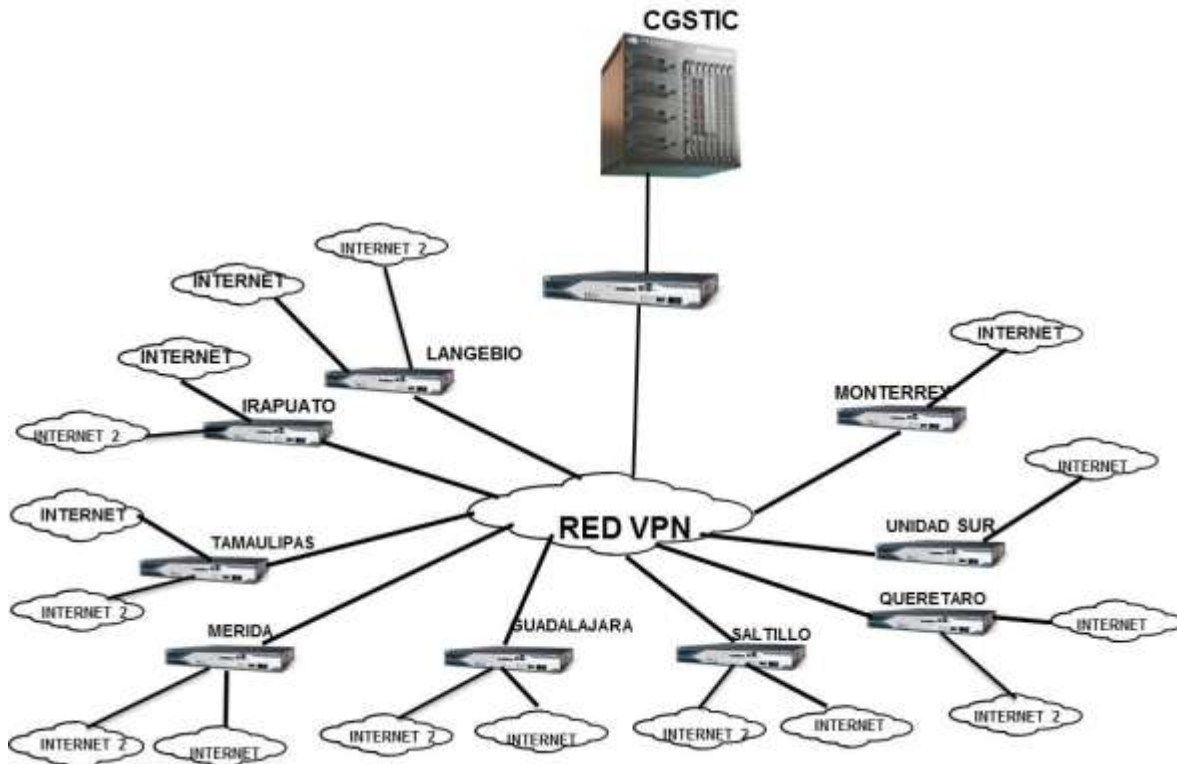 CGSTIC
INTERNET 2
INTERNET
LANGEBIO
INTERNET
INTERNET
MONTERREY
IRAPUATO
INTERNET 2
INTERNET
INTERNET
RED VPN
UNIDAD SUR
TAMAULIPAS
INTERNET 2
QUERETARO
MERIDA
GUADALAJARA
SALTILLO
INTERNET
INTERNET 2
INTERNET
INTERNET 2
INTERNET
INTERNET 2
INTERNET
INTERNET 2